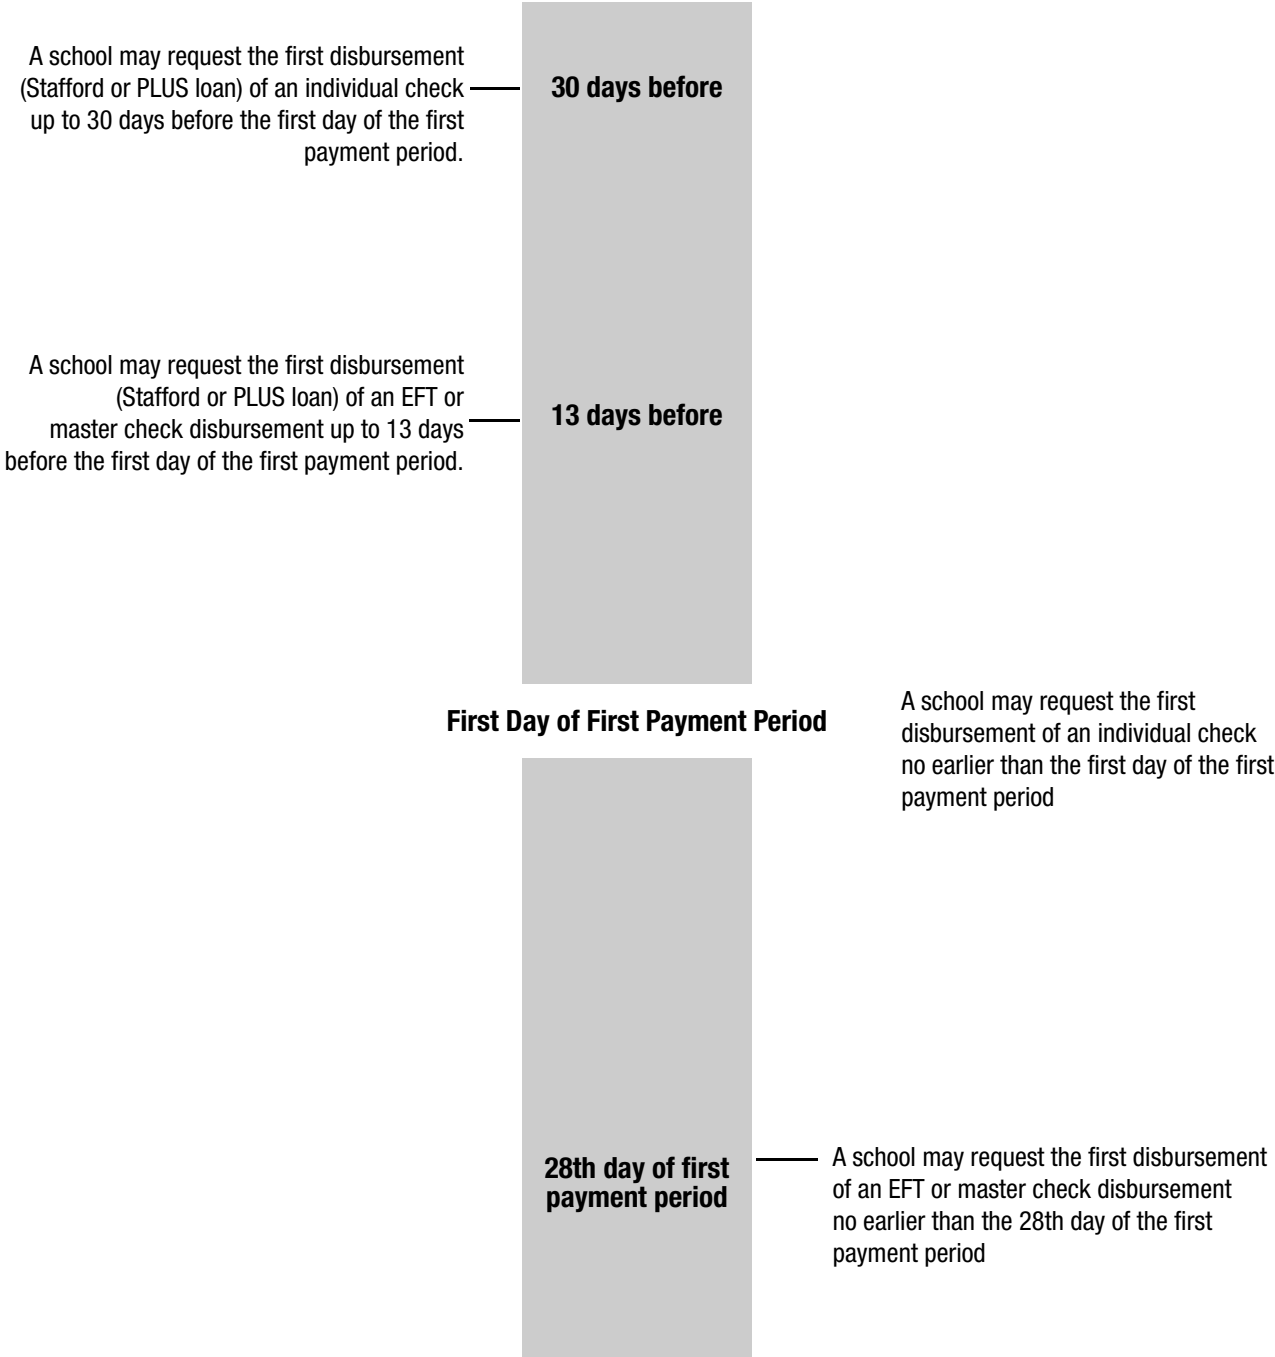 A school may request the first disbursement
(Stafford or PLUS loan) of an individual check
up to 30 days before the first day of the first
payment period.
30 days before
A school may request the first disbursement
(Stafford or PLUS loan) of an EFT or
master check disbursement up to 13 days
before the first day of the first payment period.
13 days before
First Day of First Payment Period
A school may request the first
disbursement of an individual check
no earlier than the first day of the first
payment period
28th day of first
payment period
A school may request the first disbursement
of an EFT or master check disbursement
no earlier than the 28th day of the first
payment period